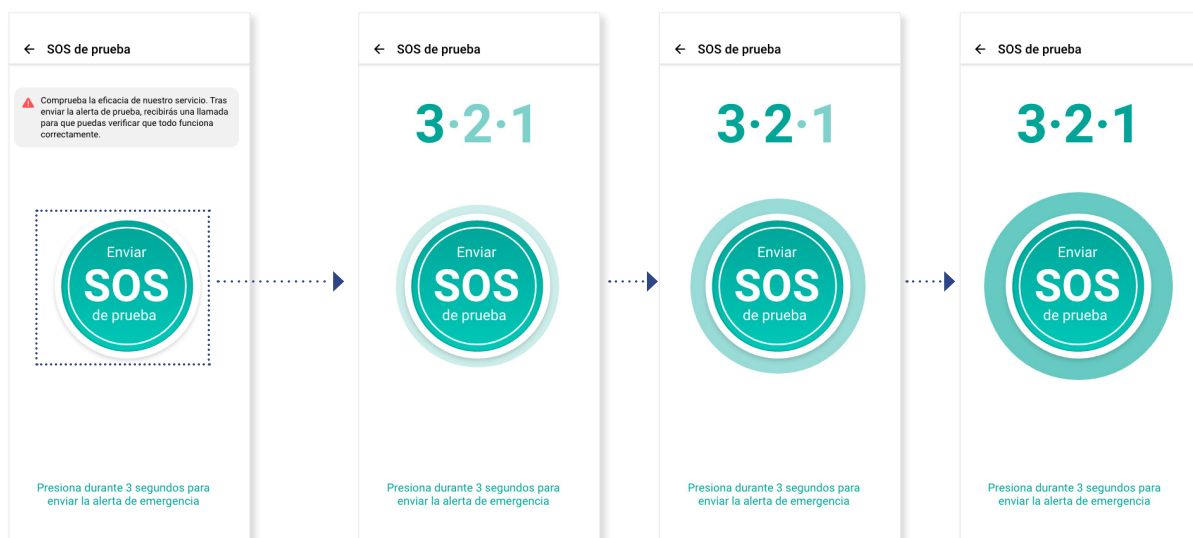 SOS de prueba
Comprueba la eficacia de nuestro servicio. Tras
enviar la alerta de prueba, recibirás una llamada
para que puedas verificar que todo funciona
correctamente.
Enviar
SOS
de prueba
Presiona durante 3 segundos para
enviar la alerta de emergencia
SOS de prueba
3·2·1
Enviar
SOS
de prueba
Presiona durante 3 segundos para
enviar la alerta de emergencia
SOS de prueba
3·2·1
Enviar
SOS
de prueba
Presiona durante 3 segundos para
enviar la alerta de emergencia
SOS de prueba
3·2·1
Enviar
SOS
de prueba
Presiona durante 3 segundos para
enviar la alerta de emergencia